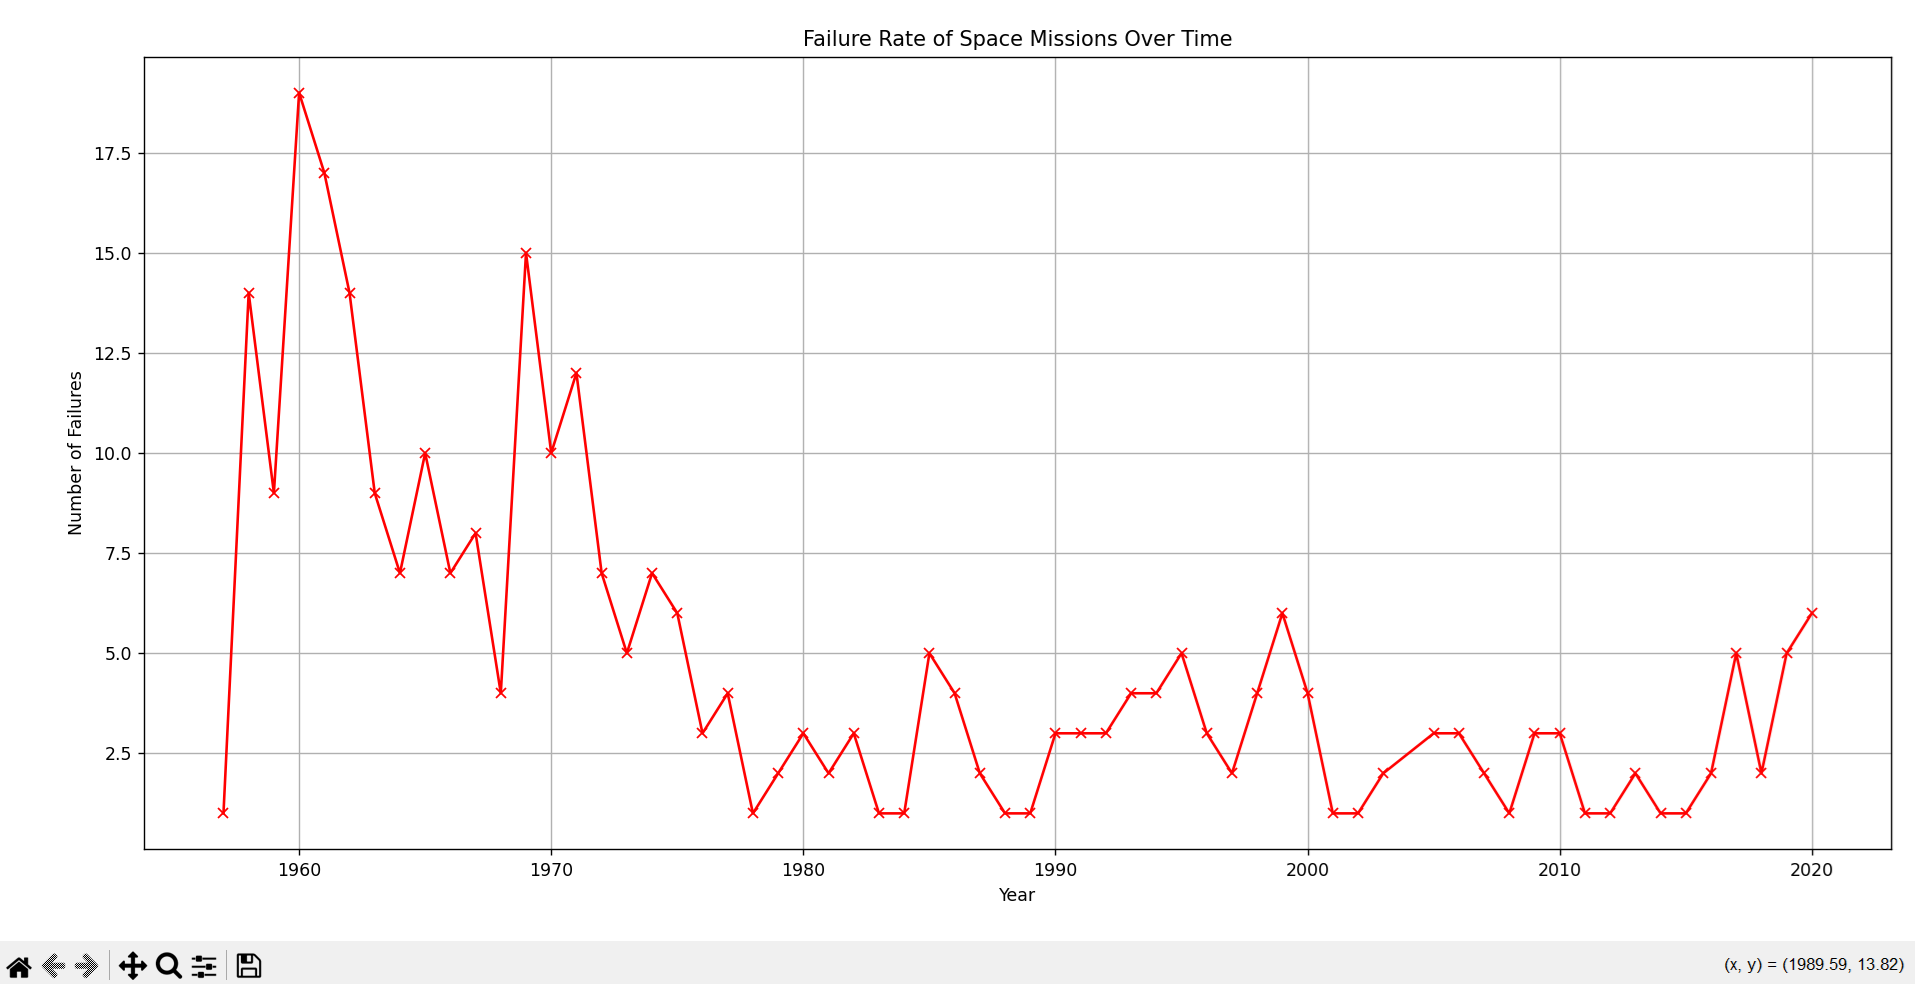 Failure Rate of Space Missions Over Time
17.5
15.0
12.5
10.0
7.5
5.0
2.5
Number of Failures
1960 1970 1980 1990 2000 2010 2020
Year
(x, y) = (1989.59, 13.82)